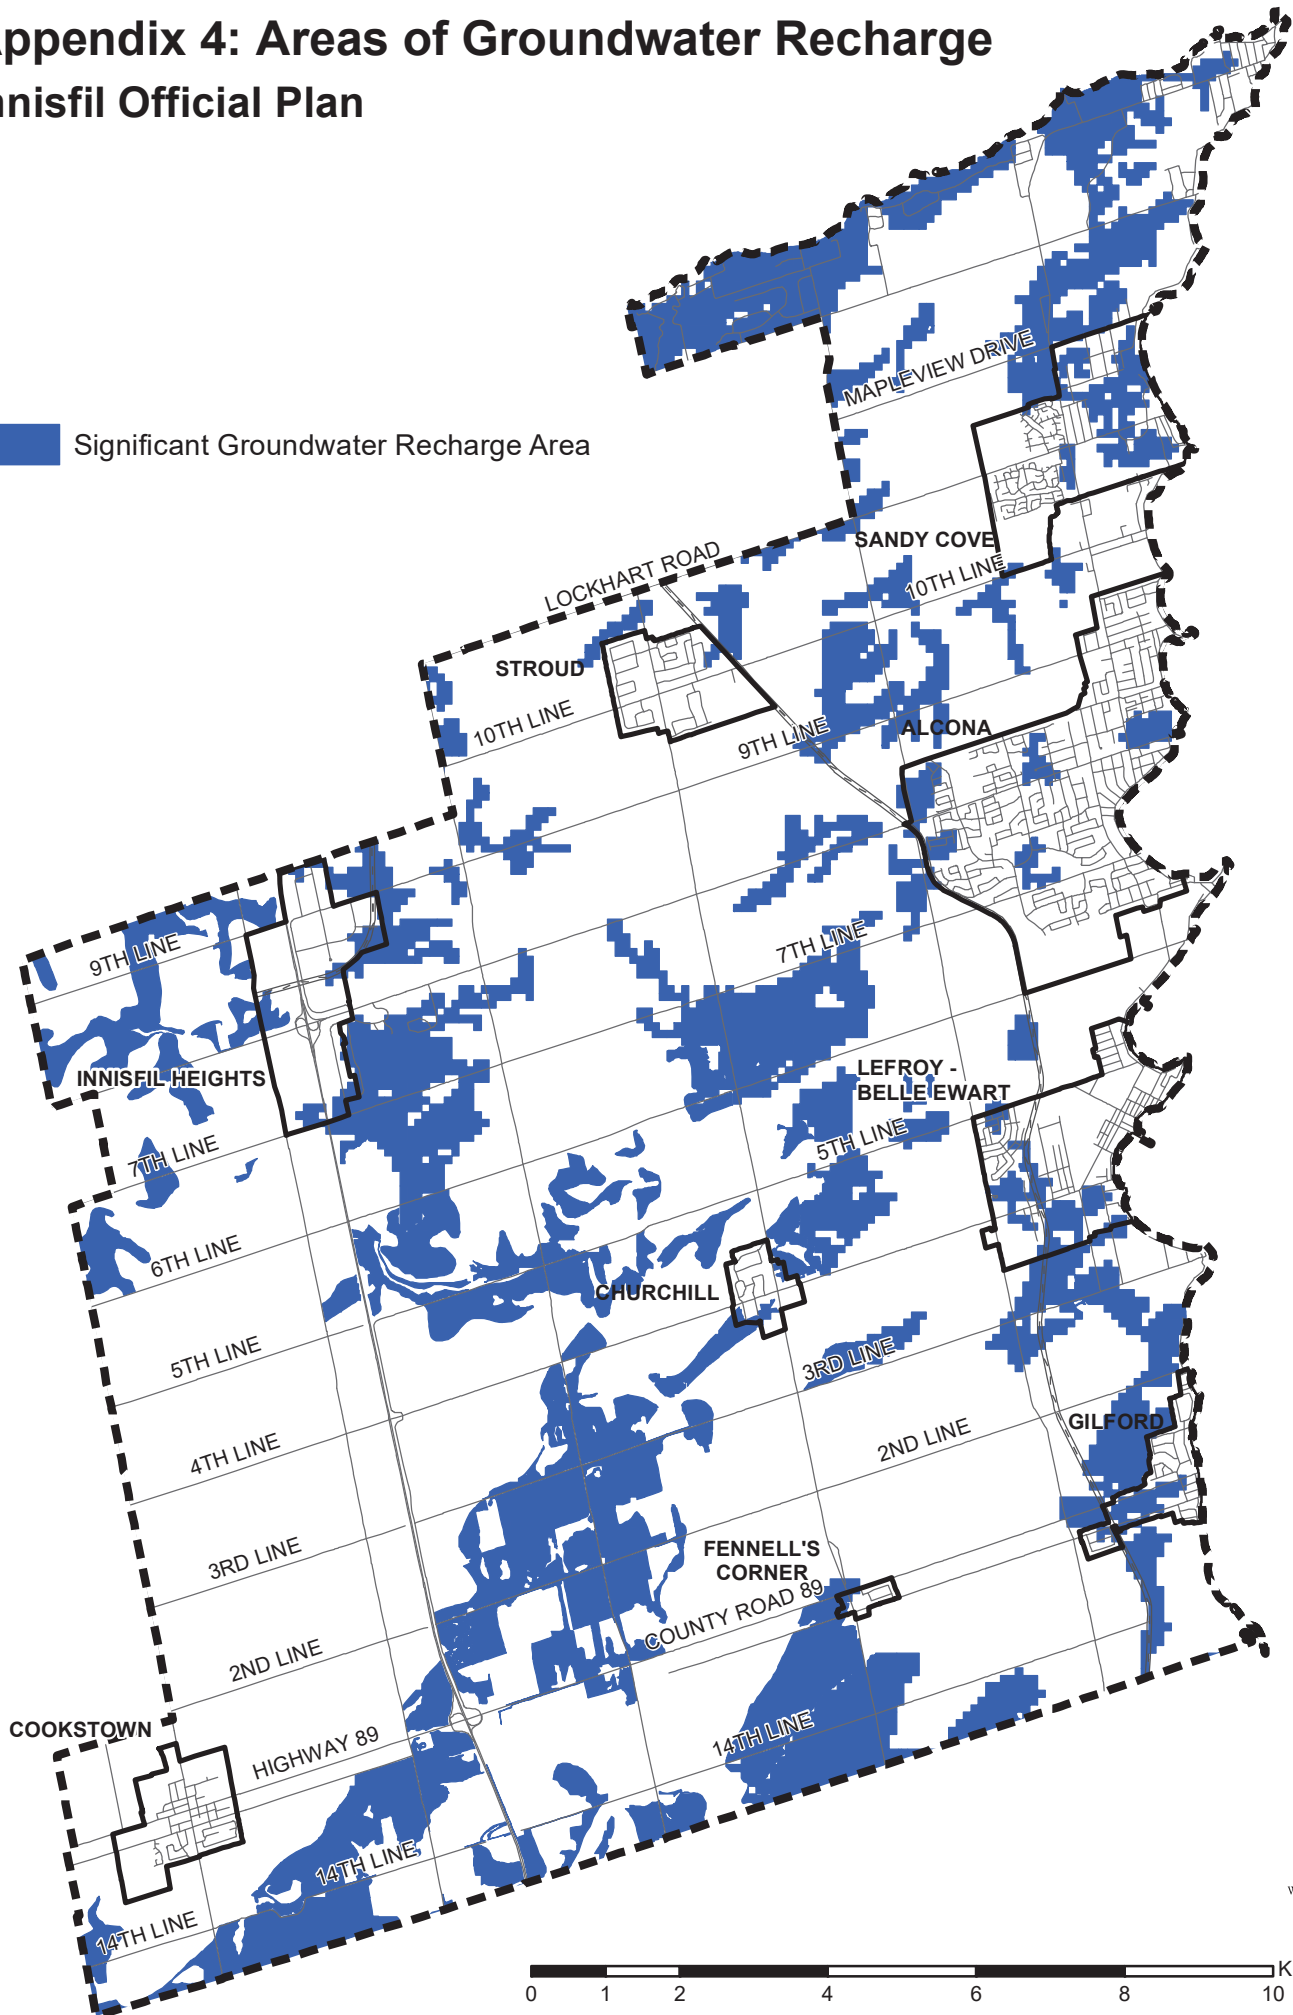 ppendix 4: Areas of Groundwater Recharge
nnisfil Official Plan
Significant Groundwater Recharge Area
MAPLEVIEW DRIVE
SANDY COVE
10TH LINE
LOCKHART ROAD
STROUD
10TH LINE
9TH LINE
ALCONA
9TH LINE
7TH LINE
INNISFIL HEIGHTS
LEFROY -
BELLE EWART
5TH LINE
7TH LINE
6TH LINE
CHURCHILL
5TH LINE
3RD LINE
4TH LINE
2ND LINE
GILFORD
3RD LINE
FENNELL'S
CORNER
COUNTY ROAD 89
2ND LINE
COOKSTOWN
HIGHWAY 89
14TH LINE
14TH LINE
14TH LINE
K
0 1 2 4 6 8 10